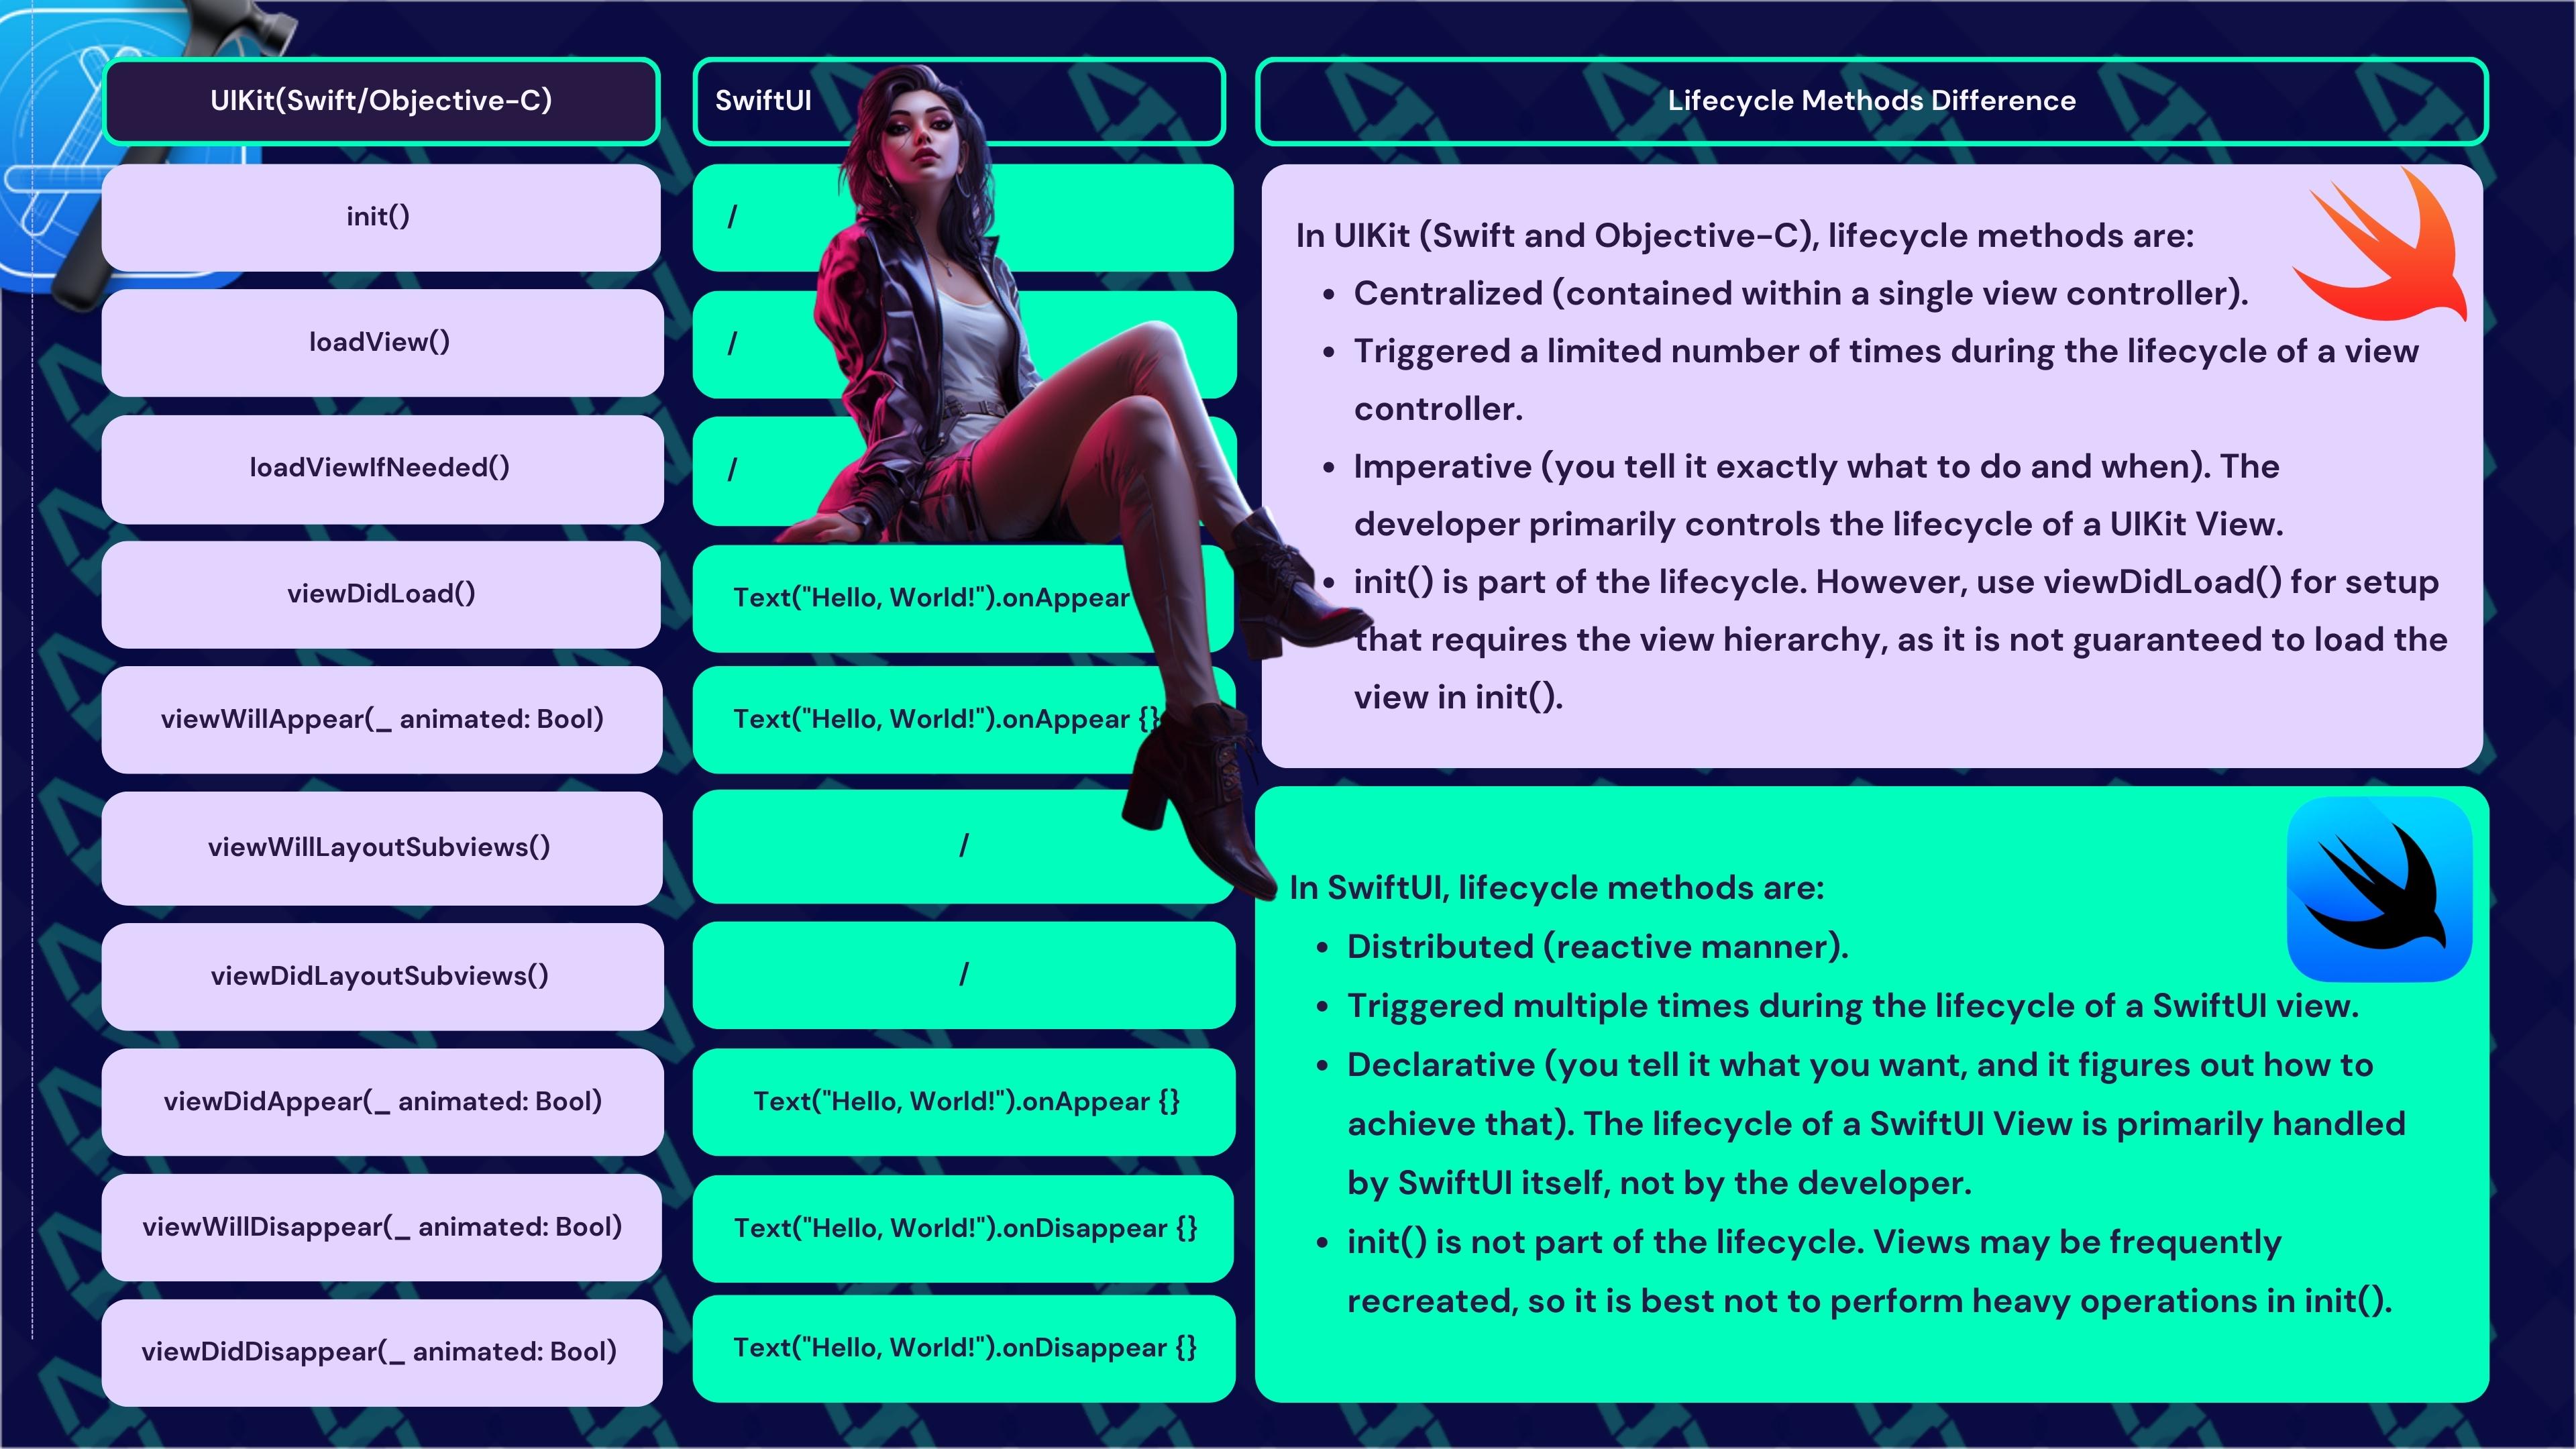 UIKit(Swift/Objective-C)
SwiftUI
Lifecycle Methods Difference
init()
/
loadView()
/
loadViewIfNeeded()
/
viewDidLoad()
Text("Hello, World!").onAppear
viewWillAppear(_ animated: Bool)
Text("Hello, World!").onAppear {}
viewWillLayoutSubviews()
/
viewDidLayoutSubviews()
/
viewDidAppear(_ animated: Bool)
Text("Hello, World!").onAppear {}
viewWillDisappear(_ animated: Bool)
Text("Hello, World!").onDisappear {}
viewDidDisappear(_ animated: Bool)
Text("Hello, World!").onDisappear {}
In UIKit (Swift and Objective-C), lifecycle methods are:
• Centralized (contained within a single view controller).
• Triggered a limited number of times during the lifecycle of a view
controller.
• Imperative (you tell it exactly what to do and when). The
developer primarily controls the lifecycle of a UIKit View.
• init() is part of the lifecycle. However, use viewDidLoad() for setup
that requires the view hierarchy, as it is not guaranteed to load the
view in init().
In SwiftUI, lifecycle methods are:
• Distributed (reactive manner).
• Triggered multiple times during the lifecycle of a SwiftUI view.
• Declarative (you tell it what you want, and it figures out how to
achieve that). The lifecycle of a SwiftUI View is primarily handled
by SwiftUI itself, not by the developer.
• init() is not part of the lifecycle. Views may be frequently
recreated, so it is best not to perform heavy operations in init().